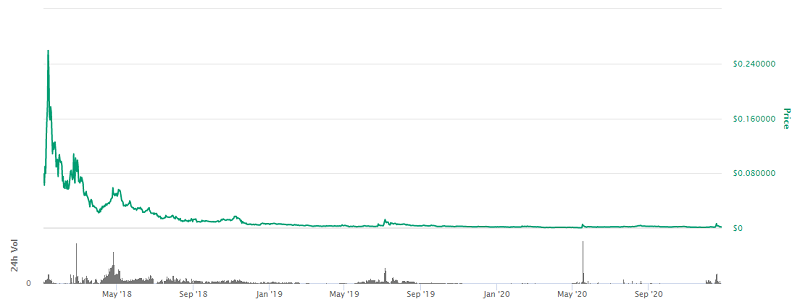 $0.240000
$0.160000
$0.080000
$0
Price
24h Vol
0
May '18
Sep '18
Jan '19
May '19
Sep '19
Jan '20
May '20
Sep '20